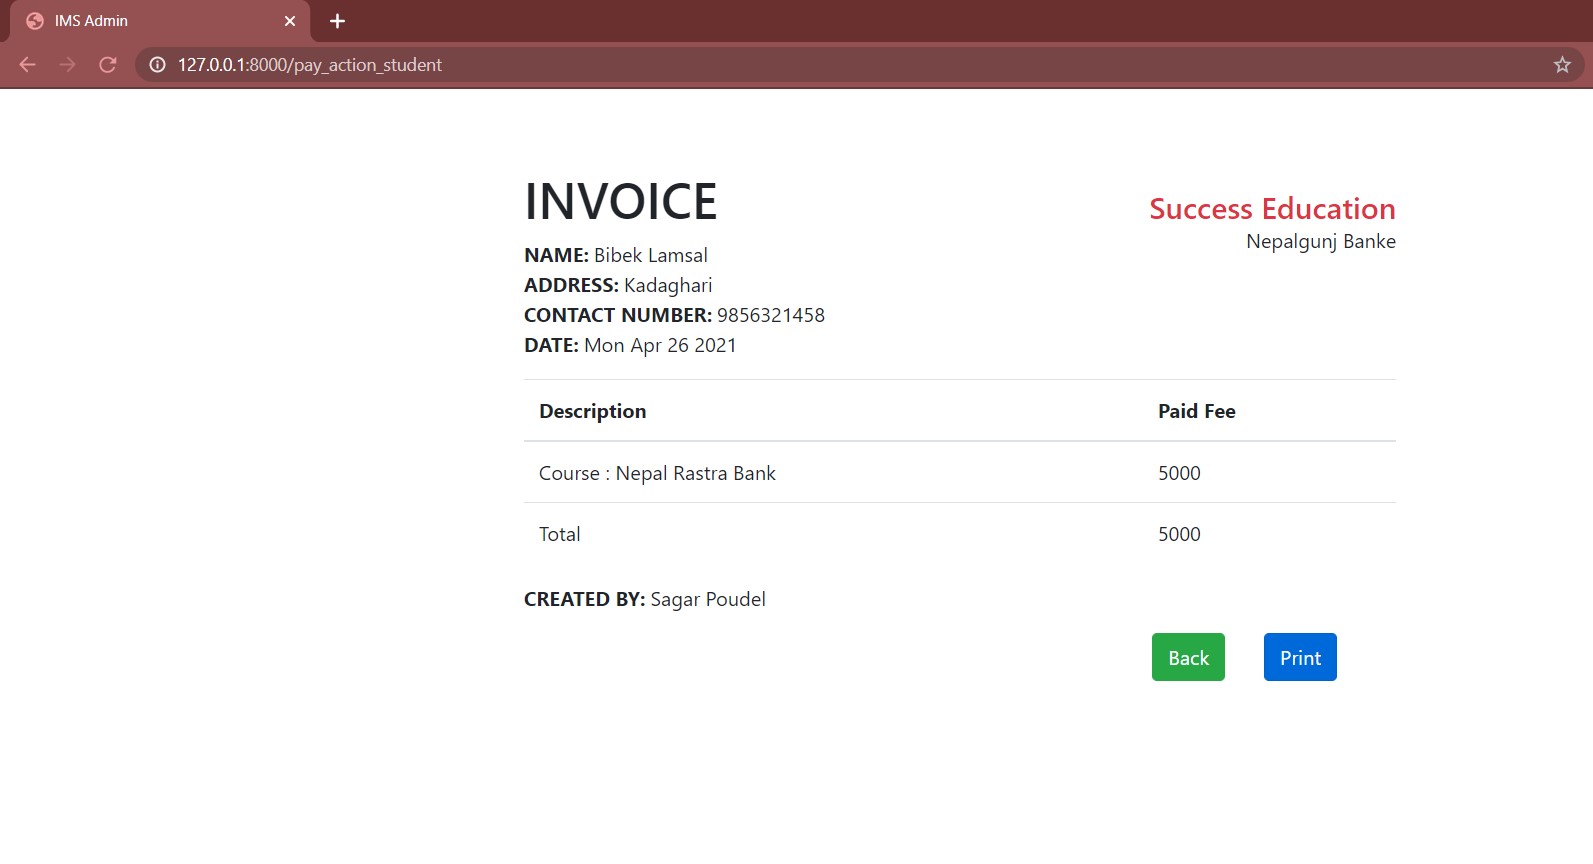 IMS Admin
127.0.0.1:8000/pay_action_student
INVOICE
Success Education
Nepalgunj Banke
NAME: Bibek Lamsal
ADDRESS: Kadaghari
CONTACT NUMBER: 9856321458
DATE: Mon Apr 26 2021
Description Paid Fee
Course : Nepal Rastra Bank 5000
Total 5000
CREATED BY: Sagar Poudel
Back Print